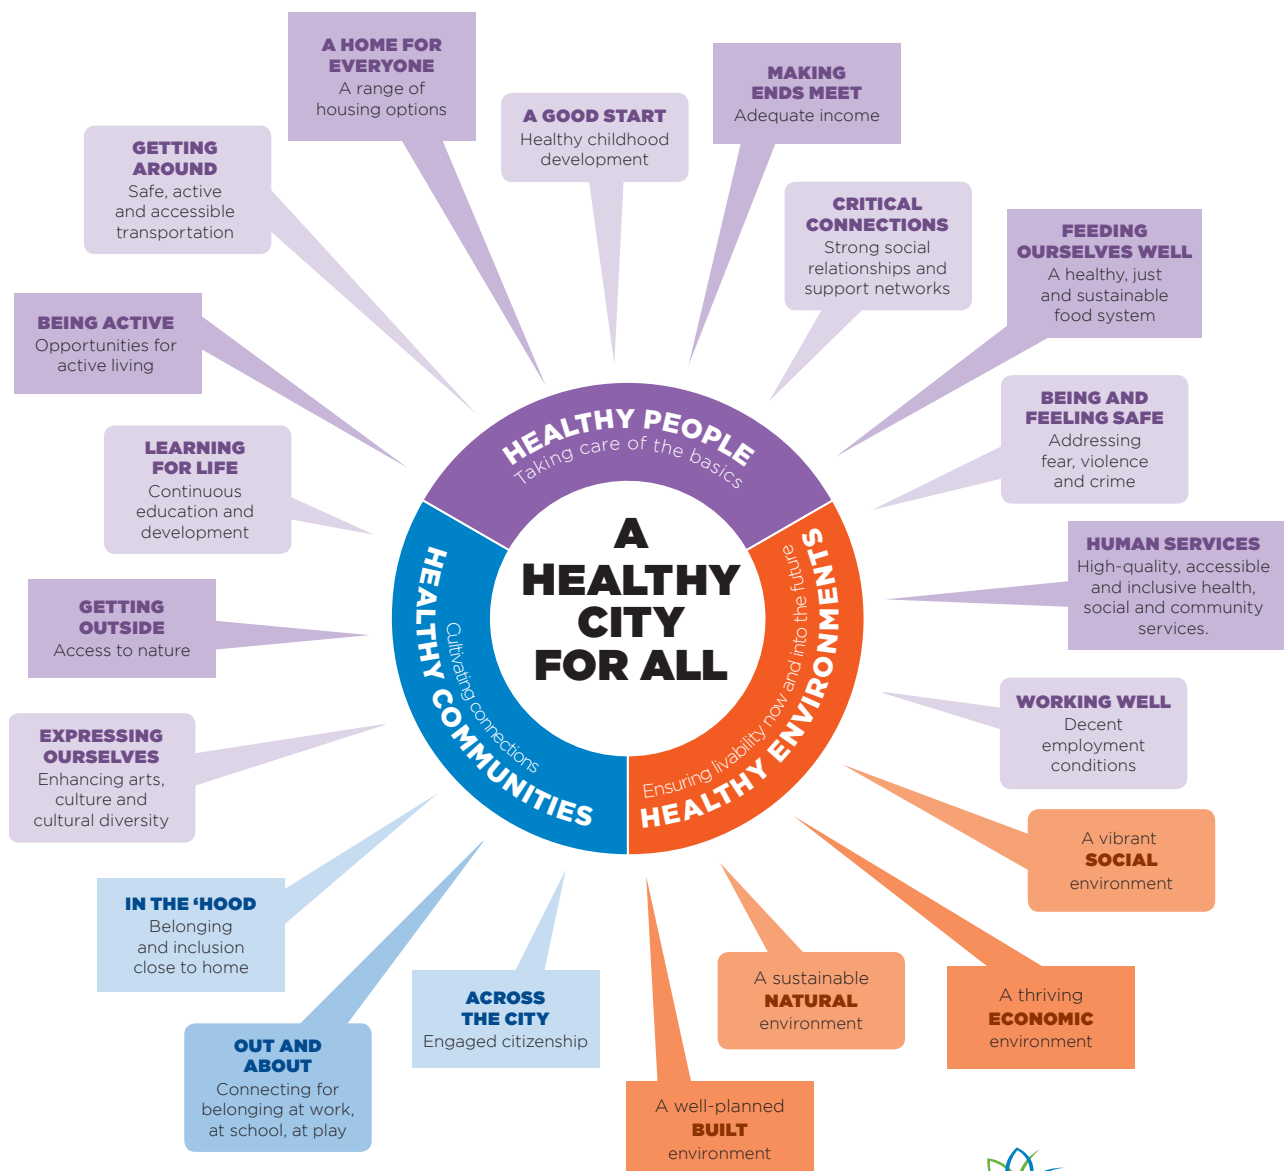 A HOME FOR
EVERYONE
A range of
housing options
A GOOD START
Healthy childhood
development
MAKING
ENDS MEET
Adequate income
GETTING
AROUND
Safe, active
and accessible
transportation
CRITICAL
CONNECTIONS
Strong social
relationships and
support networks
FEEDING
OURSELVES WELL
A healthy, just
and sustainable
food system
BEING ACTIVE
Opportunities for
active living
BEING AND
FEELING SAFE
Addressing
fear, violence
and crime
LEARNING
FOR LIFE
Continuous
education and
development
HUMAN SERVICES
High-quality, accessible
and inclusive health,
social and community
services.
GETTING
OUTSIDE
Access to nature
WORKING WELL
Decent
employment
conditions
EXPRESSING
OURSELVES
Enhancing arts,
culture and
cultural diversity
HEALTHY PEOPLE
Taking care of the basics
A
HEALTHY
CITY
FOR ALL
HEALTHY COMMUNITIES
Cultivating connections
Ensuring livability now and into the future
HEALTHY ENVIRONMENTS
A vibrant
SOCIAL
environment
IN THE ‘HOOD
Belonging
and inclusion
close to home
OUT AND
ABOUT
Connecting for
belonging at work,
at school, at play
ACROSS
THE CITY
Engaged citizenship
A sustainable
NATURAL
environment
A thriving
ECONOMIC
environment
A well-planned
BUILT
environment